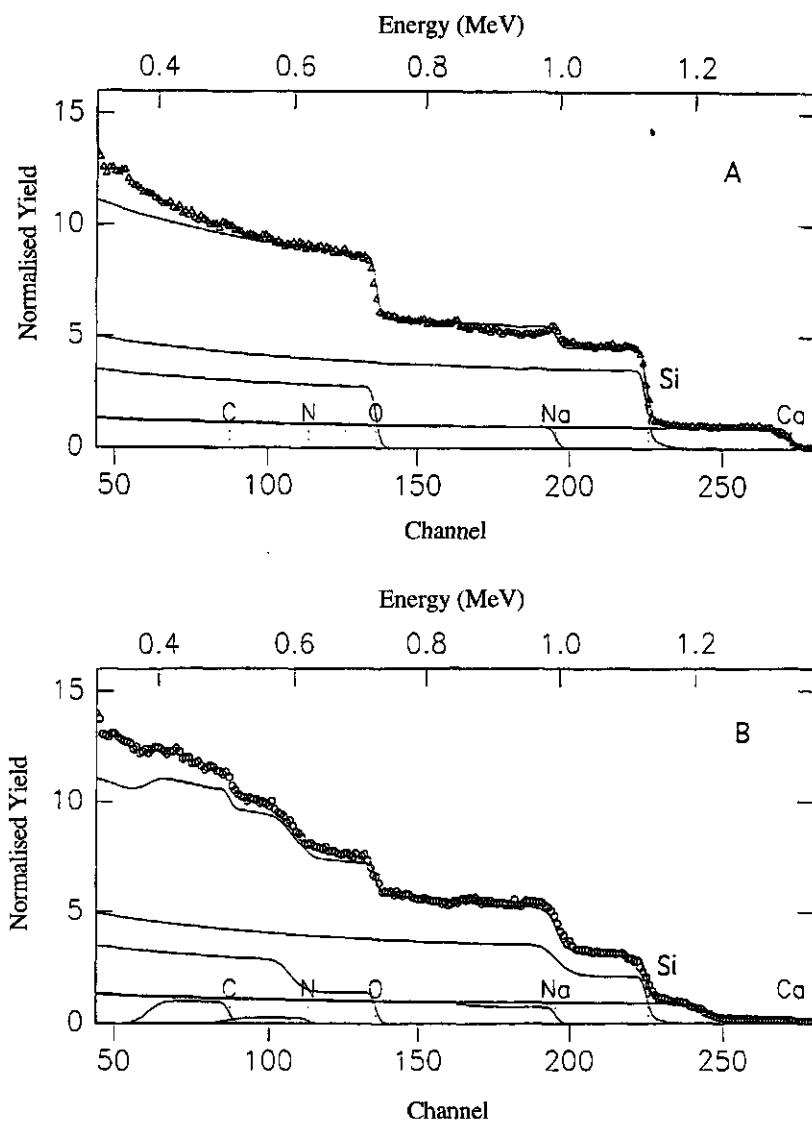 Energy (MeV)
0.4 0.6 0.8 1.0 1.2
15
10
5
0
Normalised Yield
A
Si
C N O Na Ca
50 100 150 200 250
Channel
Energy (MeV)
0.4 0.6 0.8 1.0 1.2
15
10
5
0
Normalised Yield
B
Si
C N O Na Ca
50 100 150 200 250
Channel